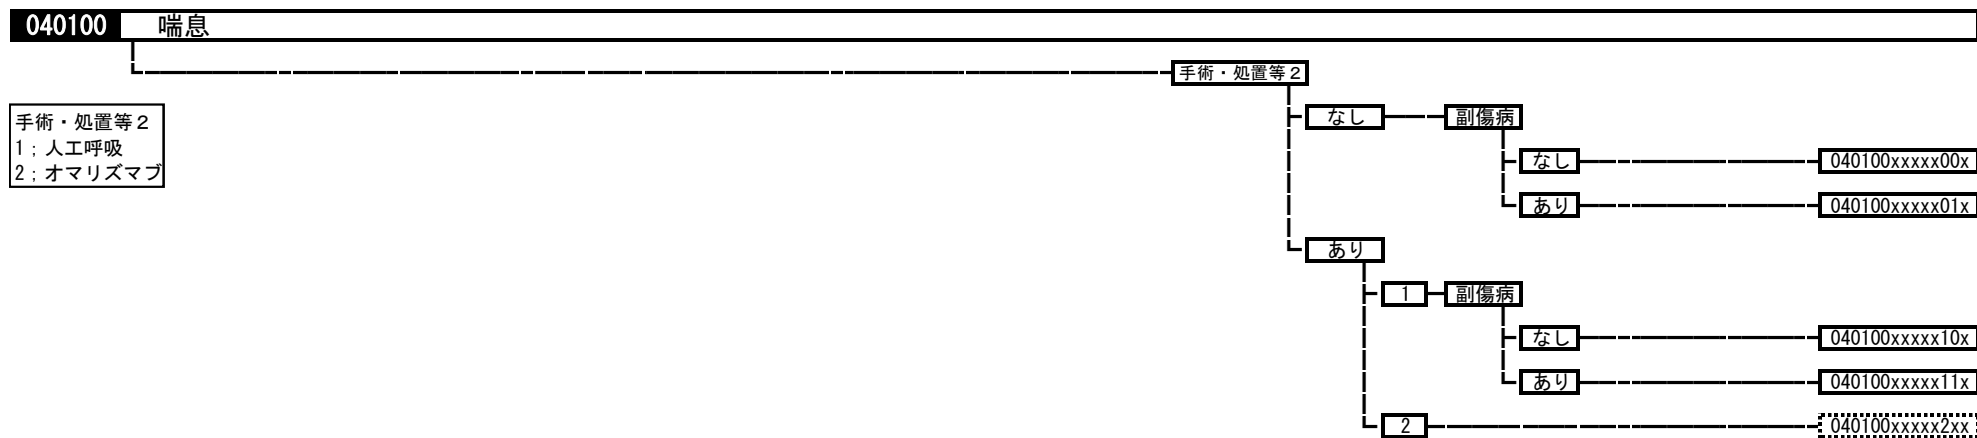 040100 喘息
手術・処置等２
手術・処置等２
1；人工呼吸
2；オマリズマブ
なし 副傷病
なし 040100xxxxx00x
あり 040100xxxxx01x
あり
1 副傷病
なし 040100xxxxx10x
あり 040100xxxxx11x
2 040100xxxxx2xx